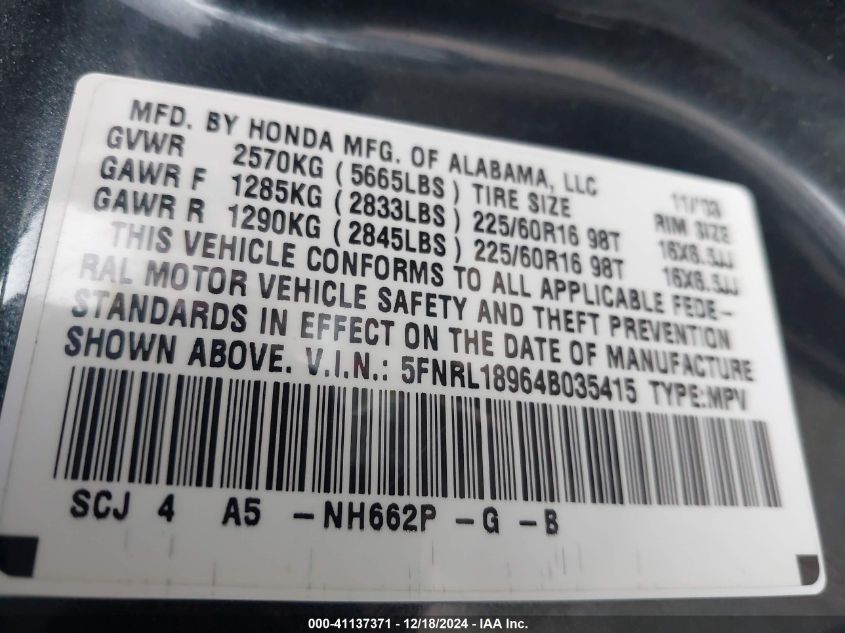 MFD. BY HONDA MFG. OF ALABAMA, LLC 11/'03
GVWR 2570KG ( 5665LBS ) TIRE SIZE RIM SIZE
GAWR F 1285KG ( 2833LBS ) 225/60R16 98T 16X6.5JJ
GAWR R 1290KG ( 2845LBS ) 225/60R16 98T 16X6.5JJ
THIS VEHICLE CONFORMS TO ALL APPLICABLE FEDE-
RAL MOTOR VEHICLE SAFETY AND THEFT PREVENTION
STANDARDS IN EFFECT ON THE DATE OF MANUFACTURE
SHOWN ABOVE. V.I.N.: 5FNRL18964B035415 TYPE:MPV
SCJ 4 A5 -NH662P -G -B
000-41137371 - 12/18/2024 - IAA Inc.